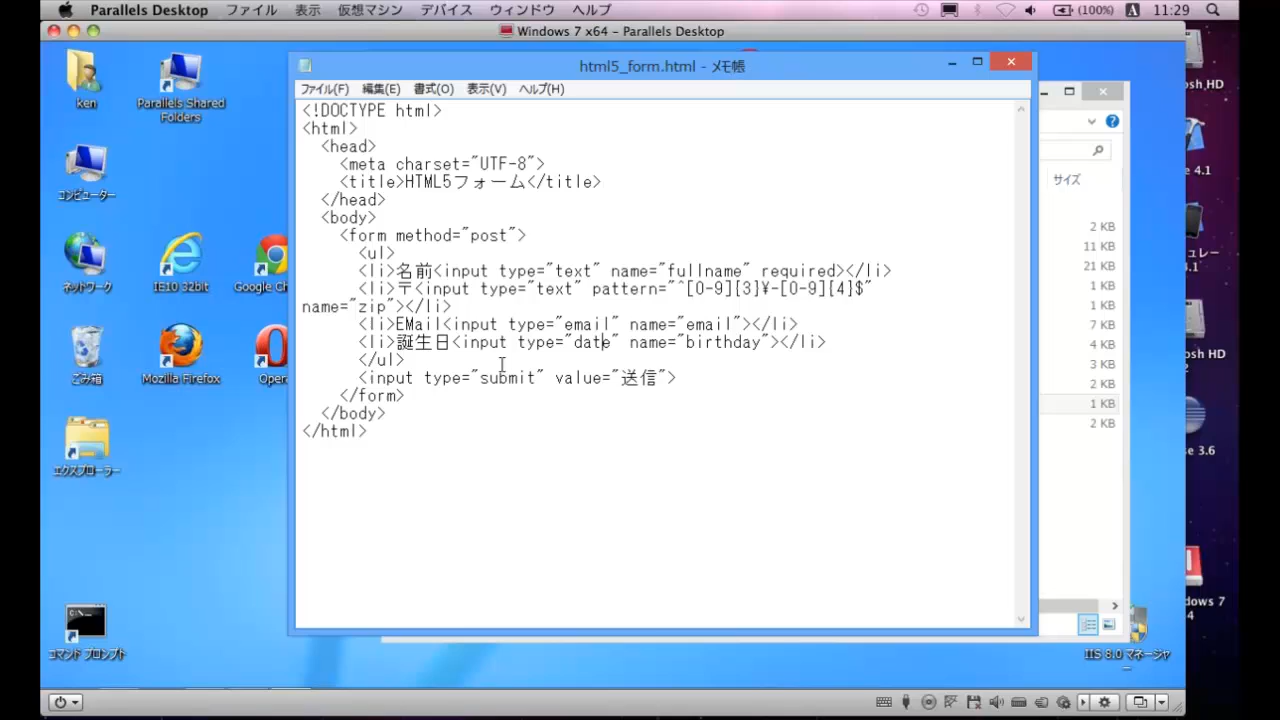 Parallels Desktop ファイル 表示 仮想マシン デバイス ウィンドウ ヘルプ (100%) A 11:29
Windows 7 x64 - Parallels Desktop
html5_form.html - メモ帳
ファイル(F) 編集(E) 書式(O) 表示(V) ヘルプ(H)
<!DOCTYPE html>
<html>
<head>
<meta charset="UTF-8">
<title>HTML5フォーム</title>
</head>
<body>
<form method="post">
<ul>
<li>名前<input type="text" name="fullname" required></li>
<li>〒<input type="text" pattern="^[0-9][3]¥-[0-9][4]$"
name="zip"></li>
<li>EMail<input type="email" name="email"></li>
<li>誕生日<input type="date" name="birthday"></li>
</ul>
<input type="submit" value="送信">
</form>
</body>
</html>
ken
Parallels Shared
Folders
コンピューター
ネットワーク
IE10 32bit
Google Ch
ごみ箱
Mozilla Firefox
Oper
エクスプローラー
コマンド プロンプト
サイズ
2 KB
11 KB
21 KB
1 KB
1 KB
7 KB
4 KB
3 KB
2 KB
1 KB
2 KB
osh HD
e 4.1
ュレー
.1
osh HD
se 3.6
dows 7
4
IIS 8.0 マネージャ
ー